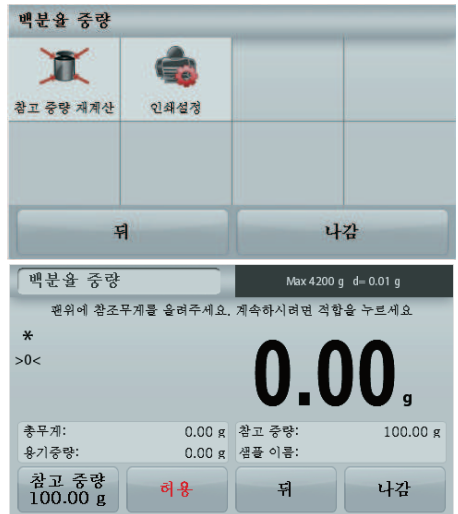 백분율 중량
참고 중량 재계산
인쇄설정
뒤
나감
백분율 중량
Max 4200 g d= 0.01 g
팬위에 참조무게를 올려주세요. 계속하시려면 적합을 누르세요
*
>0<
0.00 g
총무게: 0.00 g 참고 중량: 100.00 g
용기중량: 0.00 g 샘플 이름:
참고 중량
100.00 g
허용
뒤
나감